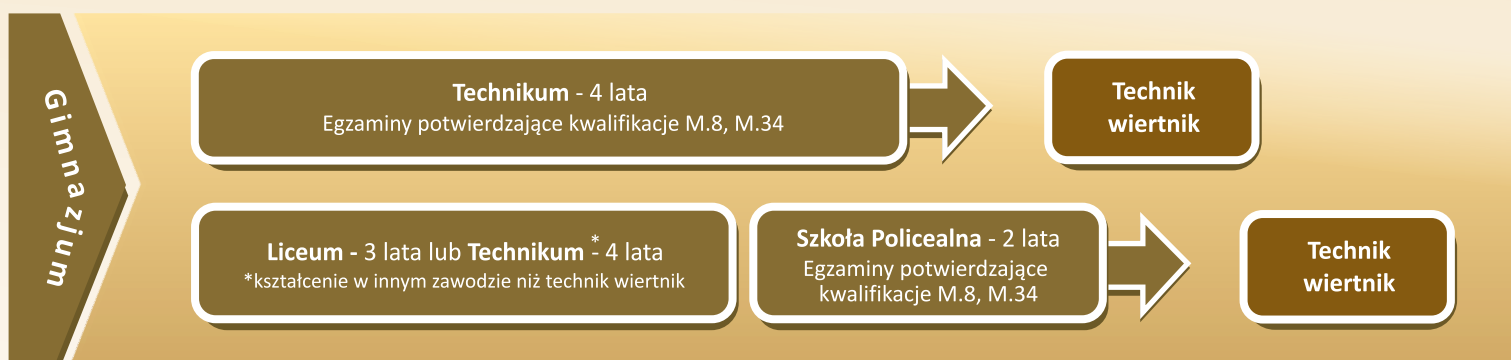 Gimnazjum
Technikum - 4 lata
Egzaminy potwierdzające kwalifikacje M.8, M.34
Technik
wiertnik
Liceum - 3 lata lub Technikum * - 4 lata
*kształcenie w innym zawodzie niż technik wiertnik
Szkoła Policealna - 2 lata
Egzaminy potwierdzające
kwalifikacje M.8, M.34
Technik
wiertnik